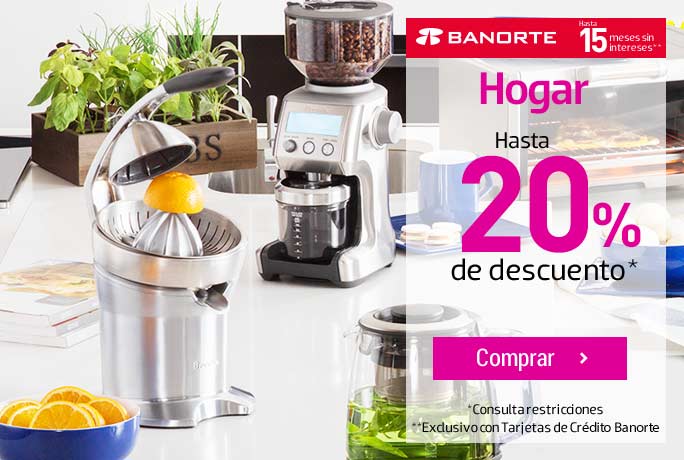 BANORTE
Hasta
15 meses sin
intereses**
Hogar
Hasta
20%
de descuento*
Comprar >
*Consulta restricciones
**Exclusivo con Tarjetas de Crédito Banorte